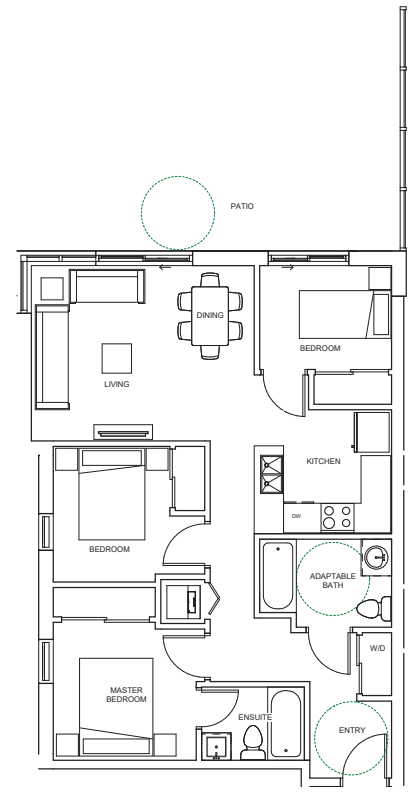 PATIO
DINING
BEDROOM
LIVING
KITCHEN
DW
BEDROOM
ADAPTABLE
BATH
W/D
MASTER
BEDROOM
ENSUITE
ENTRY